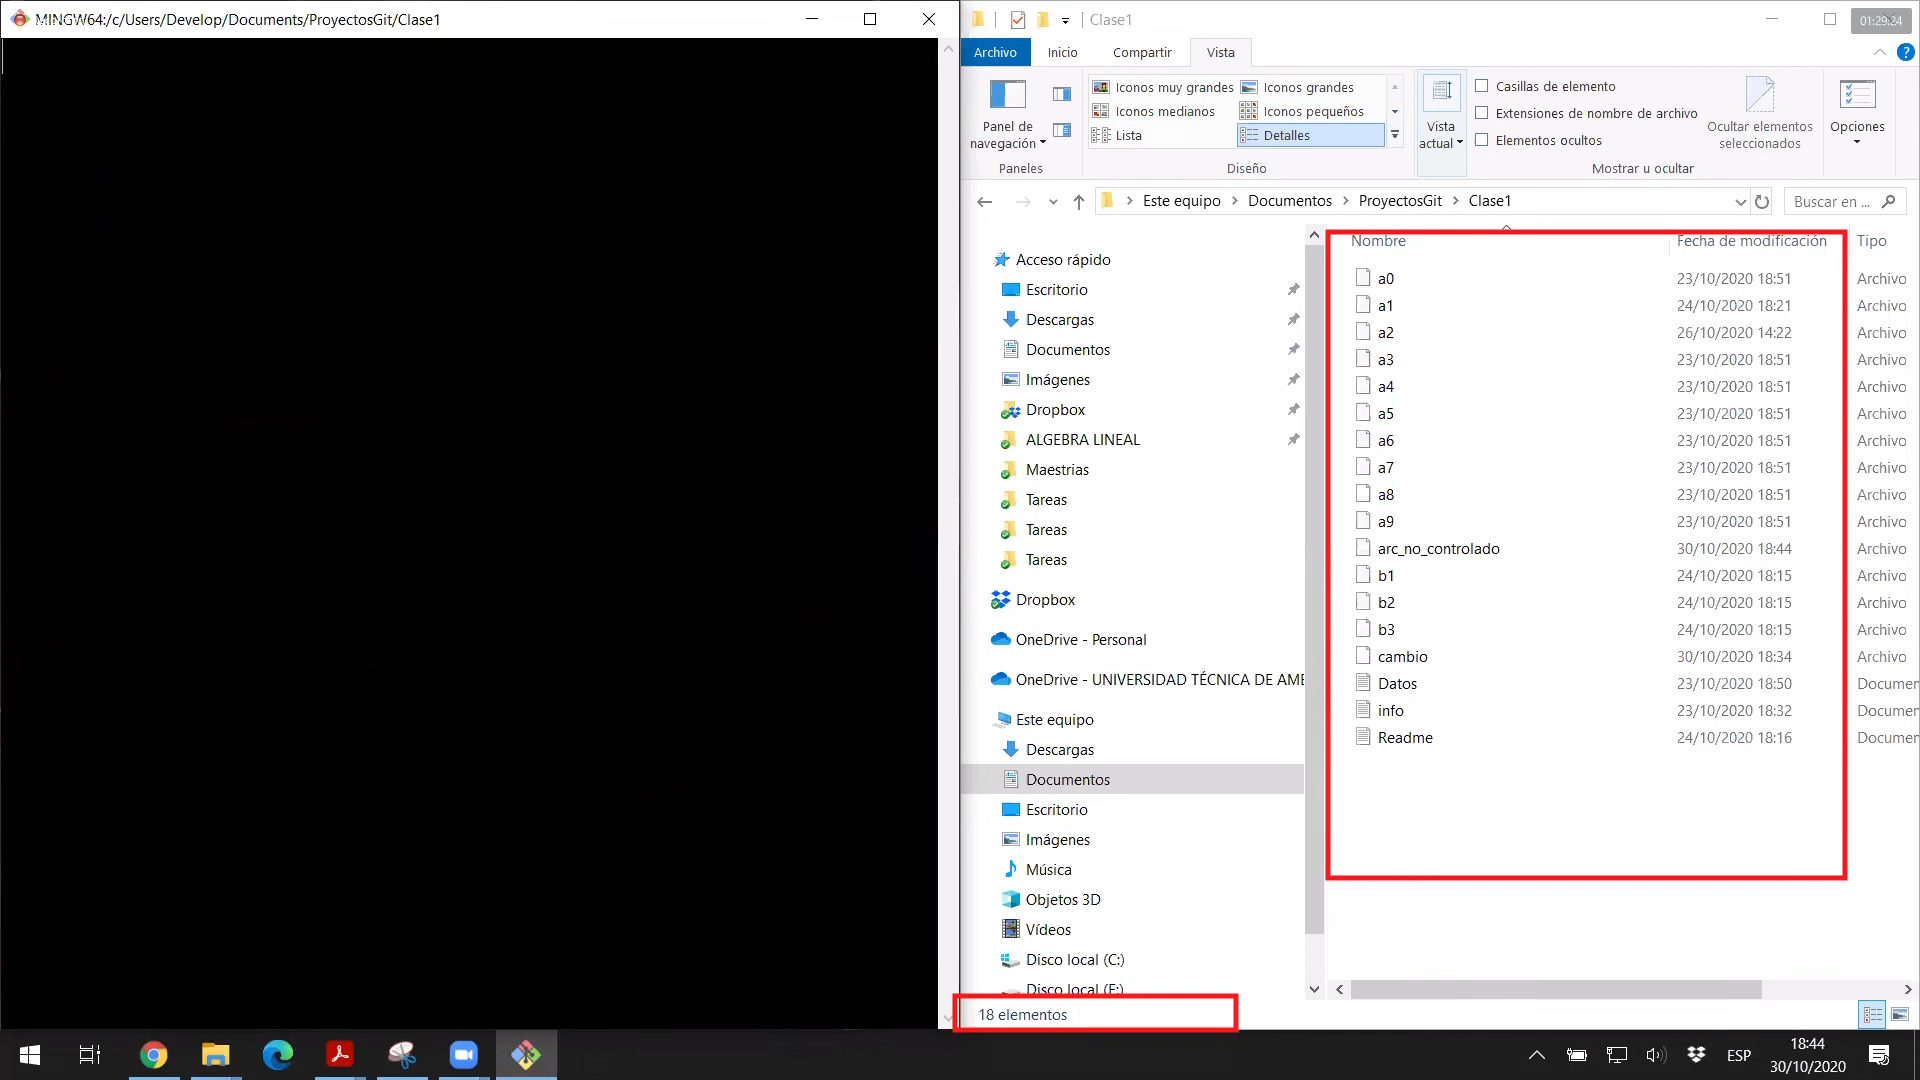 MINGW64:/c/Users/Develop/Documents/ProyectosGit/Clase1
Clase1
01:29:24
Archivo Inicio Compartir Vista
Panel de navegación
Paneles
Iconos muy grandes Iconos grandes
Iconos medianos Iconos pequeños
Lista Detalles
Diseño
Vista actual
Casillas de elemento
Extensiones de nombre de archivo
Elementos ocultos
Ocultar elementos seleccionados
Mostrar u ocultar
Opciones
Este equipo > Documentos > ProyectosGit > Clase1
Buscar en ...
Acceso rápido
Escritorio
Descargas
Documentos
Imágenes
Dropbox
ALGEBRA LINEAL
Maestrias
Tareas
Tareas
Tareas
Dropbox
OneDrive - Personal
OneDrive - UNIVERSIDAD TÉCNICA DE AMB
Este equipo
Descargas
Documentos
Escritorio
Imágenes
Música
Objetos 3D
Vídeos
Disco local (C:)
Disco local (E:)
Nombre Fecha de modificación Tipo
a0 23/10/2020 18:51 Archivo
a1 24/10/2020 18:21 Archivo
a2 26/10/2020 14:22 Archivo
a3 23/10/2020 18:51 Archivo
a4 23/10/2020 18:51 Archivo
a5 23/10/2020 18:51 Archivo
a6 23/10/2020 18:51 Archivo
a7 23/10/2020 18:51 Archivo
a8 23/10/2020 18:51 Archivo
a9 23/10/2020 18:51 Archivo
arc_no_controlado 30/10/2020 18:44 Archivo
b1 24/10/2020 18:15 Archivo
b2 24/10/2020 18:15 Archivo
b3 24/10/2020 18:15 Archivo
cambio 30/10/2020 18:34 Archivo
Datos 23/10/2020 18:50 Documen
info 23/10/2020 18:32 Documen
Readme 24/10/2020 18:16 Documen
18 elementos
ESP
18:44
30/10/2020